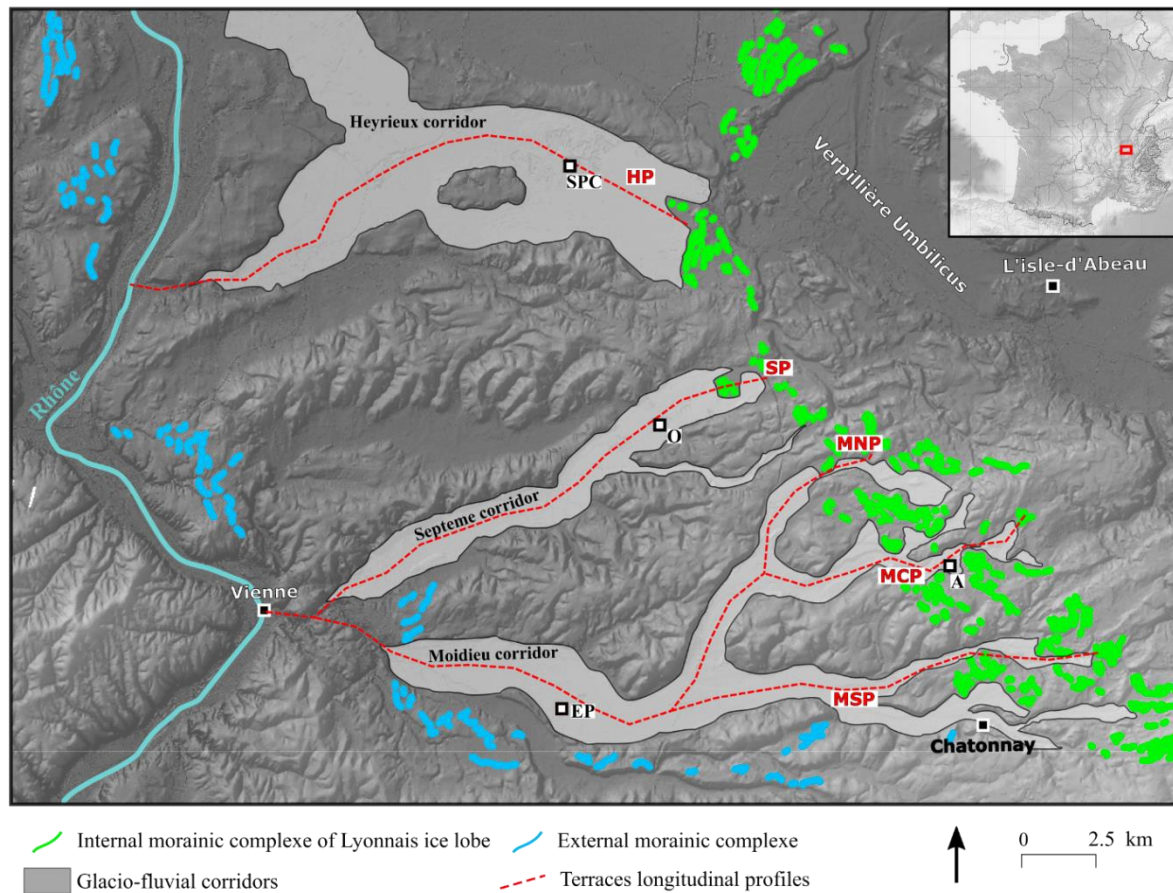 Heyrieux corridor
SPC
HP
Verpillière Umbilicus
L'isle-d'Abeau
Rhône
SP
O
MNP
Septeme corridor
MCP
A
Vienne
Moidieu corridor
EP
MSP
Chatonnay
Internal morainic complexe of Lyonnais ice lobe
External morainic complexe
0 2.5 km
Glacio-fluvial corridors
Terraces longitudinal profiles